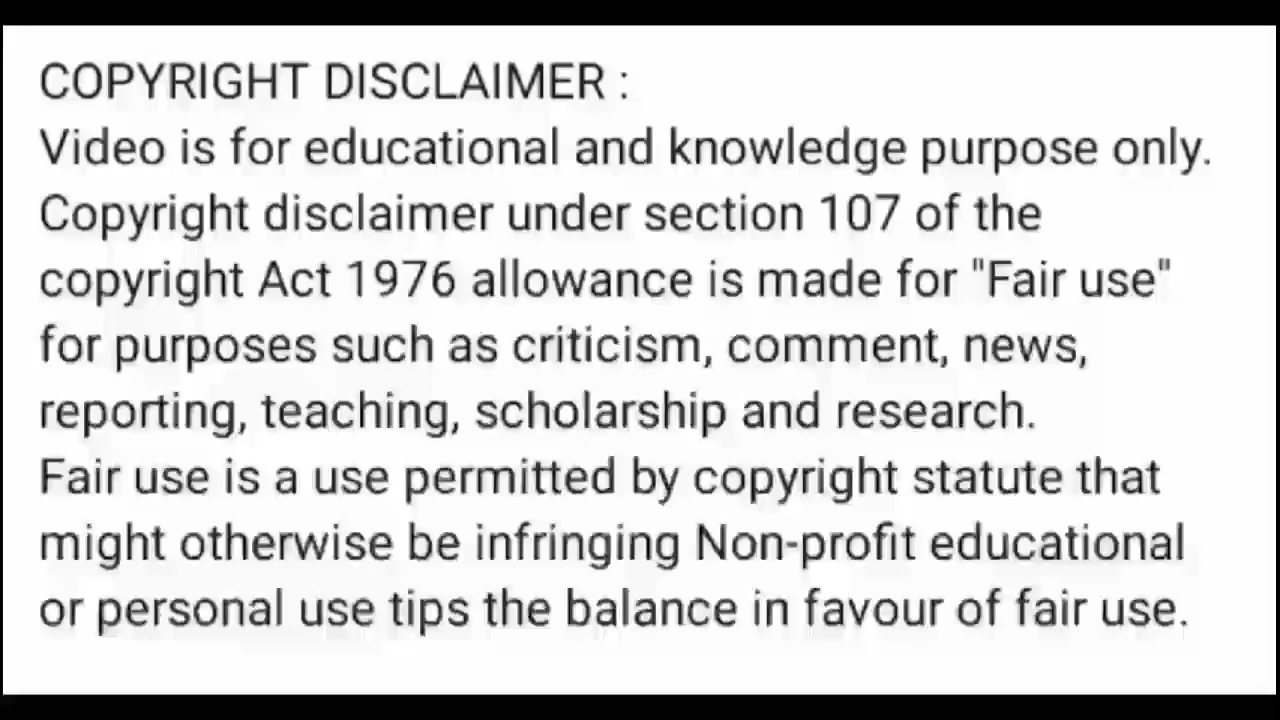 COPYRIGHT DISCLAIMER :
Video is for educational and knowledge purpose only.
Copyright disclaimer under section 107 of the
copyright Act 1976 allowance is made for "Fair use"
for purposes such as criticism, comment, news,
reporting, teaching, scholarship and research.
Fair use is a use permitted by copyright statute that
might otherwise be infringing Non-profit educational
or personal use tips the balance in favour of fair use.